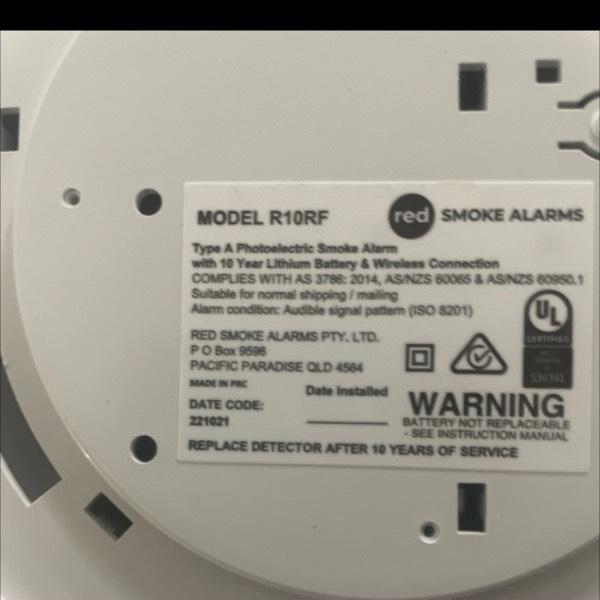 MODEL R10RF
red SMOKE ALARMS
Type A Photoelectric Smoke Alarm
with 10 Year Lithium Battery & Wireless Connection
COMPLIES WITH AS 3786: 2014, AS/NZS 60065 & AS/NZS 60950.1
Suitable for normal shipping / mailing
Alarm condition: Audible signal pattern (ISO 8201)
UL
CERTIFIED
S36341
RED SMOKE ALARMS PTY. LTD.
P O Box 9596
PACIFIC PARADISE QLD 4564
MADE IN PRC
Date Installed
DATE CODE:
221021
WARNING
BATTERY NOT REPLACEABLE
- SEE INSTRUCTION MANUAL
REPLACE DETECTOR AFTER 10 YEARS OF SERVICE